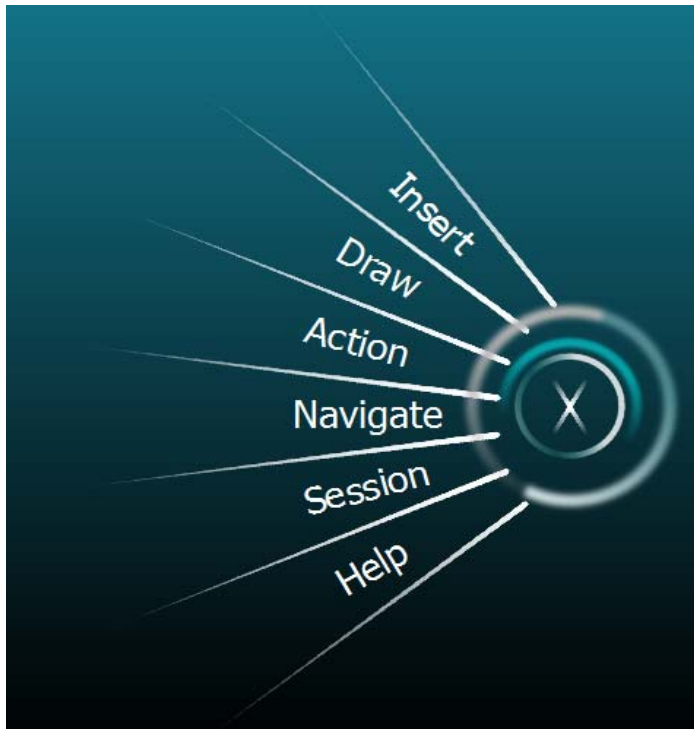 Insert
Draw
Action
Navigate
Session
Help
X